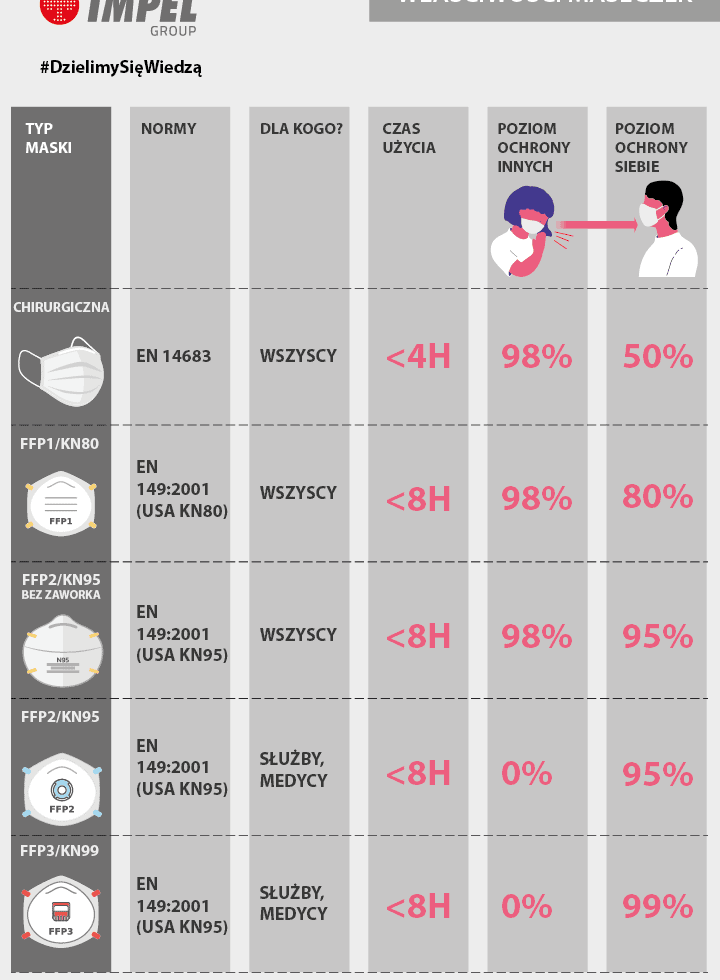 IMPEL
GROUP
WŁAŚCIWOŚCI MASECZEK
#DzielimySięWiedzą
TYP
MASKI
NORMY
DLA KOGO?
CZAS
UŻYCIA
POZIOM
OCHRONY
INNYCH
POZIOM
OCHRONY
SIEBIE
CHIRURGICZNA
EN 14683
WSZYSCY
<4H
98%
50%
FFP1/KN80
FFP1
EN
149:2001
(USA KN80)
WSZYSCY
<8H
98%
80%
FFP2/KN95
BEZ ZAWORKA
N95
EN
149:2001
(USA KN95)
WSZYSCY
<8H
98%
95%
FFP2/KN95
FFP2
EN
149:2001
(USA KN95)
SŁUŻBY,
MEDYCY
<8H
0%
95%
FFP3/KN99
FFP3
EN
149:2001
(USA KN95)
SŁUŻBY,
MEDYCY
<8H
0%
99%